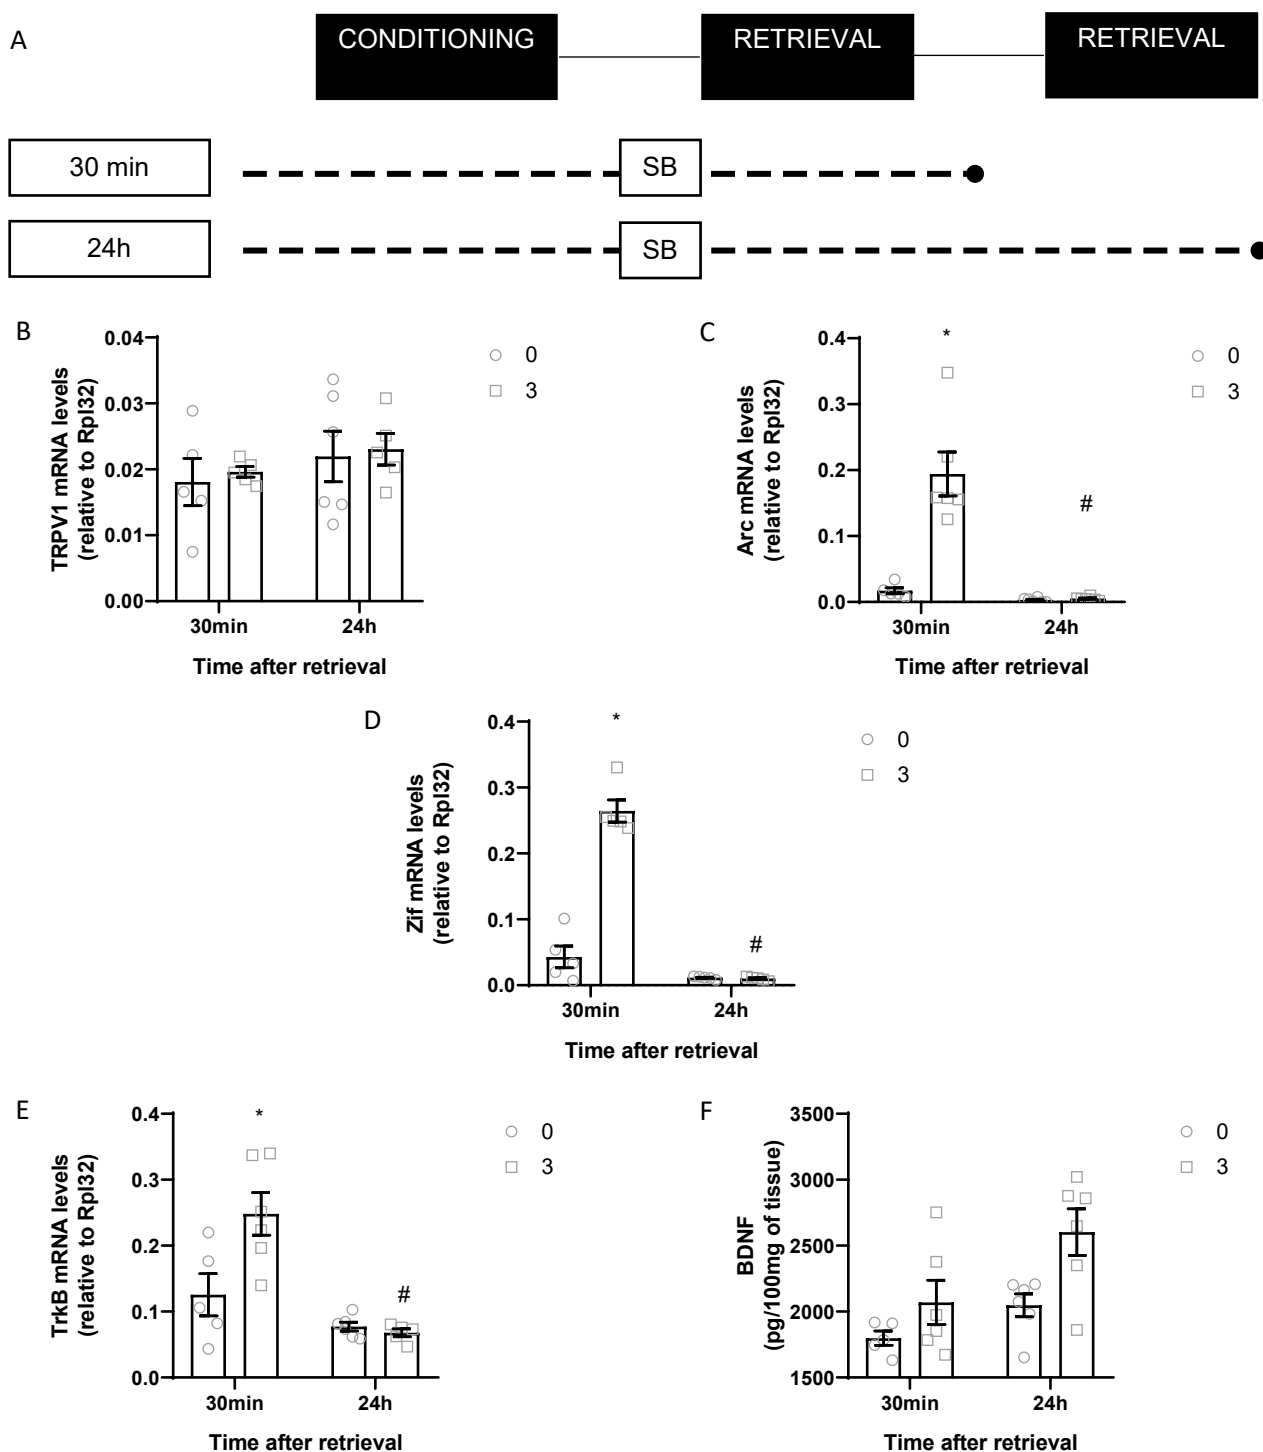 A
CONDITIONING
RETRIEVAL
RETRIEVAL
30 min
SB
24h
SB
B
TRPV1 mRNA levels
(relative to Rpl32)
0.04
0.03
0.02
0.01
0.00
30min
24h
Time after retrieval
0
3
C
Arc mRNA levels
(relative to Rpl32)
0.4
0.3
0.2
0.1
0.0
*
#
30min
24h
Time after retrieval
0
3
D
Zif mRNA levels
(relative to Rpl32)
0.4
0.3
0.2
0.1
0.0
*
#
30min
24h
Time after retrieval
0
3
E
TrkB mRNA levels
(relative to Rpl32)
0.4
0.3
0.2
0.1
0.0
*
#
30min
24h
Time after retrieval
0
3
F
BDNF
(pg/100mg of tissue)
3500
3000
2500
2000
1500
30min
24h
Time after retrieval
0
3